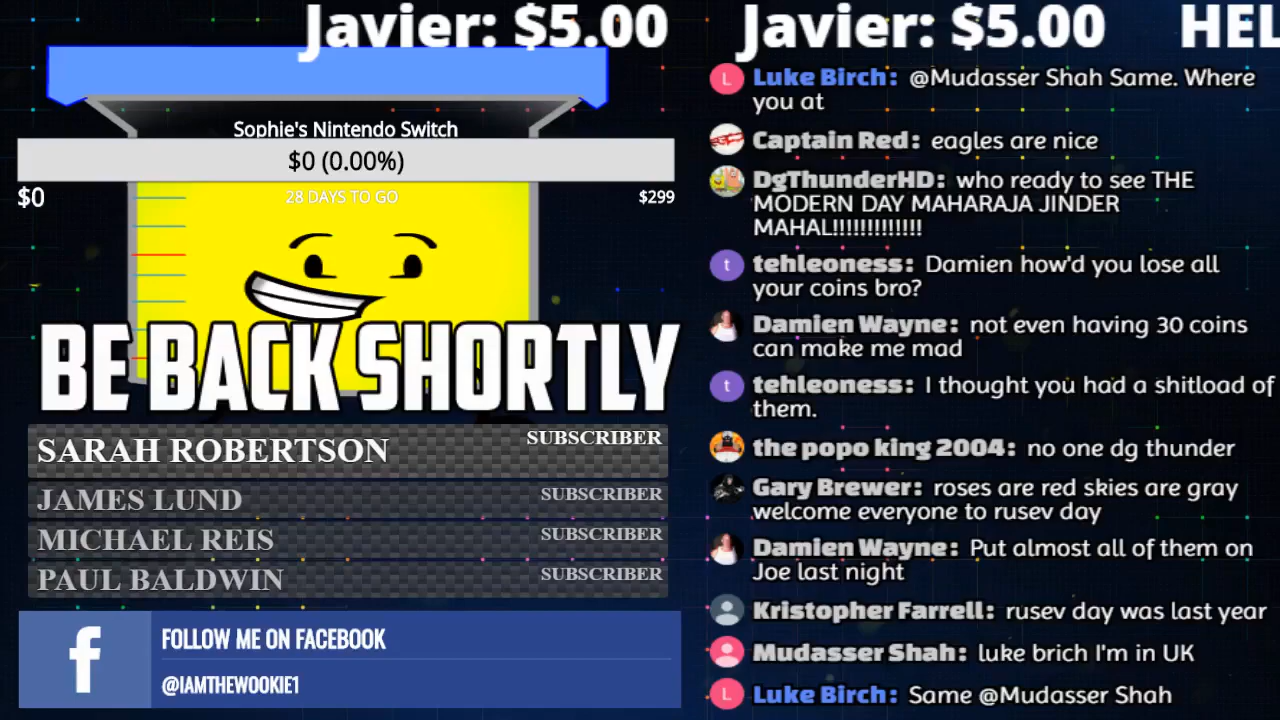 Javier: $5.00 Javier: $5.00 HEL
Sophie's Nintendo Switch
$0 (0.00%)
$0 28 DAYS TO GO $299
BE BACK SHORTLY
SARAH ROBERTSON SUBSCRIBER
JAMES LUND SUBSCRIBER
MICHAEL REIS SUBSCRIBER
PAUL BALDWIN SUBSCRIBER
f FOLLOW ME ON FACEBOOK
@IAMTHEWOOKIE1
L Luke Birch: @Mudasser Shah Same. Where
you at
Captain Red: eagles are nice
DgThunderHD: who ready to see THE
MODERN DAY MAHARAJA JINDER
MAHAL!!!!!!!!!!!!!
t tehleoness: Damien how'd you lose all
your coins bro?
Damien Wayne: not even having 30 coins
can make me mad
t tehleoness: I thought you had a shitload of
them.
the popo king 2004: no one dg thunder
Gary Brewer: roses are red skies are gray
welcome everyone to rusev day
Damien Wayne: Put almost all of them on
Joe last night
Kristopher Farrell: rusev day was last year
Mudasser Shah: luke brich I'm in UK
L Luke Birch: Same @Mudasser Shah